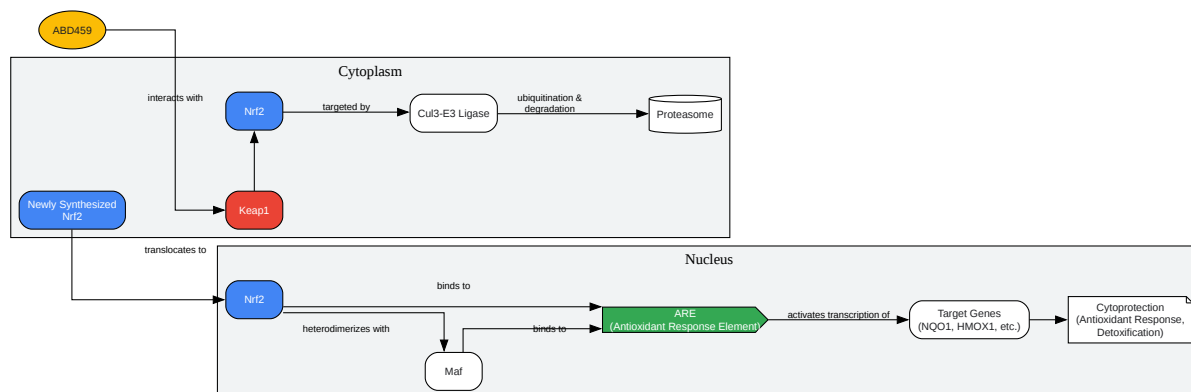 ABD459
Cytoplasm
interacts with
Nrf2
targeted by
Cul3-E3 Ligase
ubiquitination &
degradation
Proteasome
Newly Synthesized
Nrf2
Keap1
translocates to
Nucleus
Nrf2
binds to
heterodimerizes with
Maf
binds to
ARE
(Antioxidant Response Element)
activates transcription of
Target Genes
(NQO1, HMOX1, etc.)
Cytoprotection
(Antioxidant Response,
Detoxification)